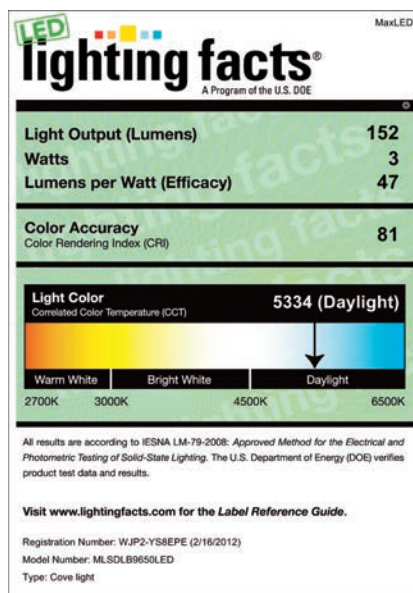 MaxLED
LED
lighting facts®
A Program of the U.S. DOE
Light Output (Lumens) 152
Watts 3
Lumens per Watt (Efficacy) 47
Color Accuracy
Color Rendering Index (CRI) 81
Light Color
Correlated Color Temperature (CCT)
5334 (Daylight)
Warm White Bright White Daylight
2700K 3000K 4500K 6500K
All results are according to IESNA LM-79-2008: Approved Method for the Electrical and
Photometric Testing of Solid-State Lighting. The U.S. Department of Energy (DOE) verifies
product test data and results.
Visit www.lightingfacts.com for the Label Reference Guide.
Registration Number: WJP2-YS8EPE (2/16/2012)
Model Number: MLSDLB9650LED
Type: Cove light